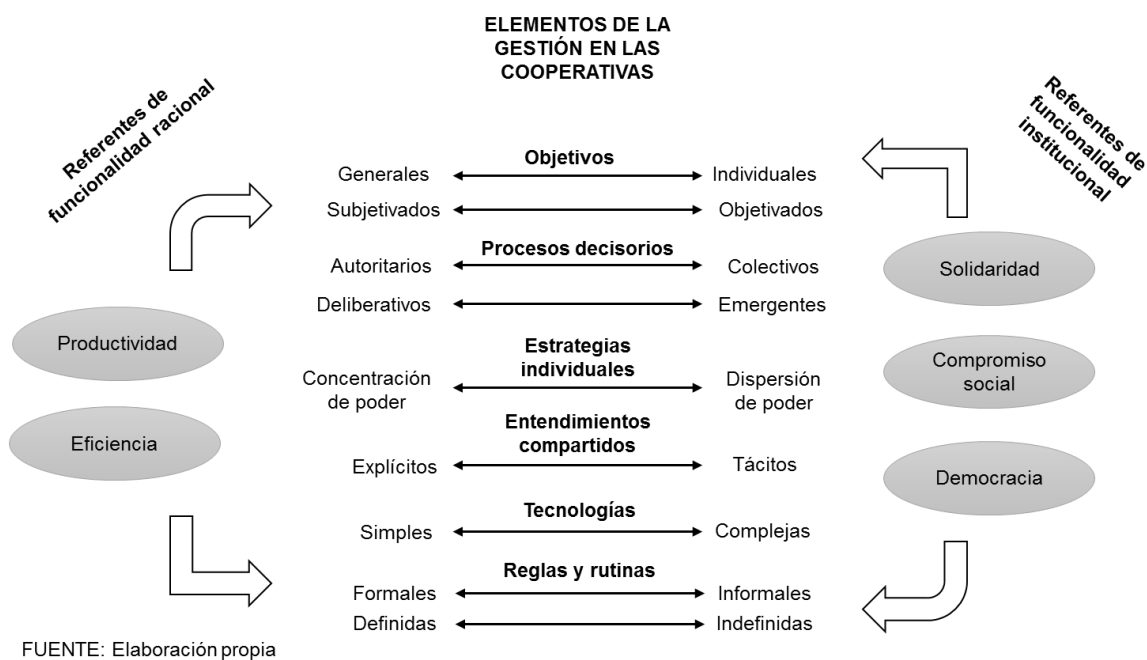 ELEMENTOS DE LA
GESTIÓN EN LAS
COOPERATIVAS
Referentes de
funcionalidad racional
Referentes de
funcionalidad
institucional
Objetivos
Generales
Individuales
Subjetivados
Objetivados
Procesos decisorios
Autoritarios
Colectivos
Deliberativos
Emergentes
Estrategias
individuales
Concentración
de poder
Dispersión
de poder
Entendimientos
compartidos
Explícitos
Tácitos
Tecnologías
Simples
Complejas
Reglas y rutinas
Formales
Informales
Definidas
Indefinidas
Productividad
Eficiencia
Solidaridad
Compromiso
social
Democracia
FUENTE: Elaboración propia